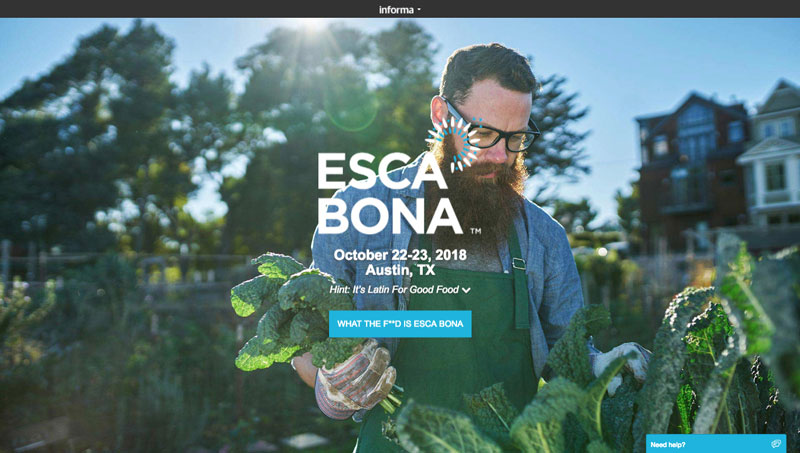 informa
ESCA
BONA™
October 22-23, 2018
Austin, TX
Hint: It's Latin For Good Food
WHAT THE F**D IS ESCA BONA
Need help?